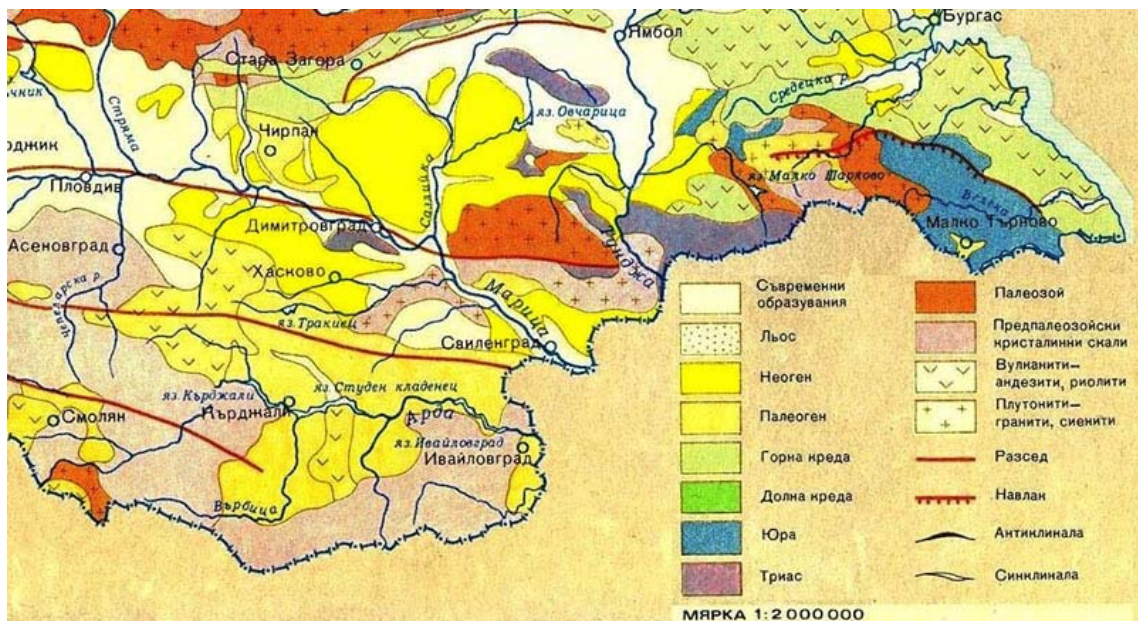 Бургас
Ямбол
Стара Загора
Средецка р.
чник
Стряма
яз. Овчарица
Чирпан
рджик
Сазлийка
Пловдив
яз. Малко Шарково
Велека
Димитровград
Тунджа
Малко Търново
Асеновград
Хасково
Чепеларска р.
Марица
яз. Тракиец
Свиленград
яз. Студен кладенец
яз. Кърджали
Кърджали
Смолян
Арда
яз. Ивайловград
Ивайловград
Върбица
Съвременни
образувания
Льос
Неоген
Палеоген
Горна креда
Долна креда
Юра
Триас
Палеозой
Предпалеозойски
кристалинни скали
Вулканити–
андезити, риолити
Плутонити–
гранити, сиенити
Разсед
Навлак
Антиклинала
Синклинала
МЯРКА 1:2 000 000